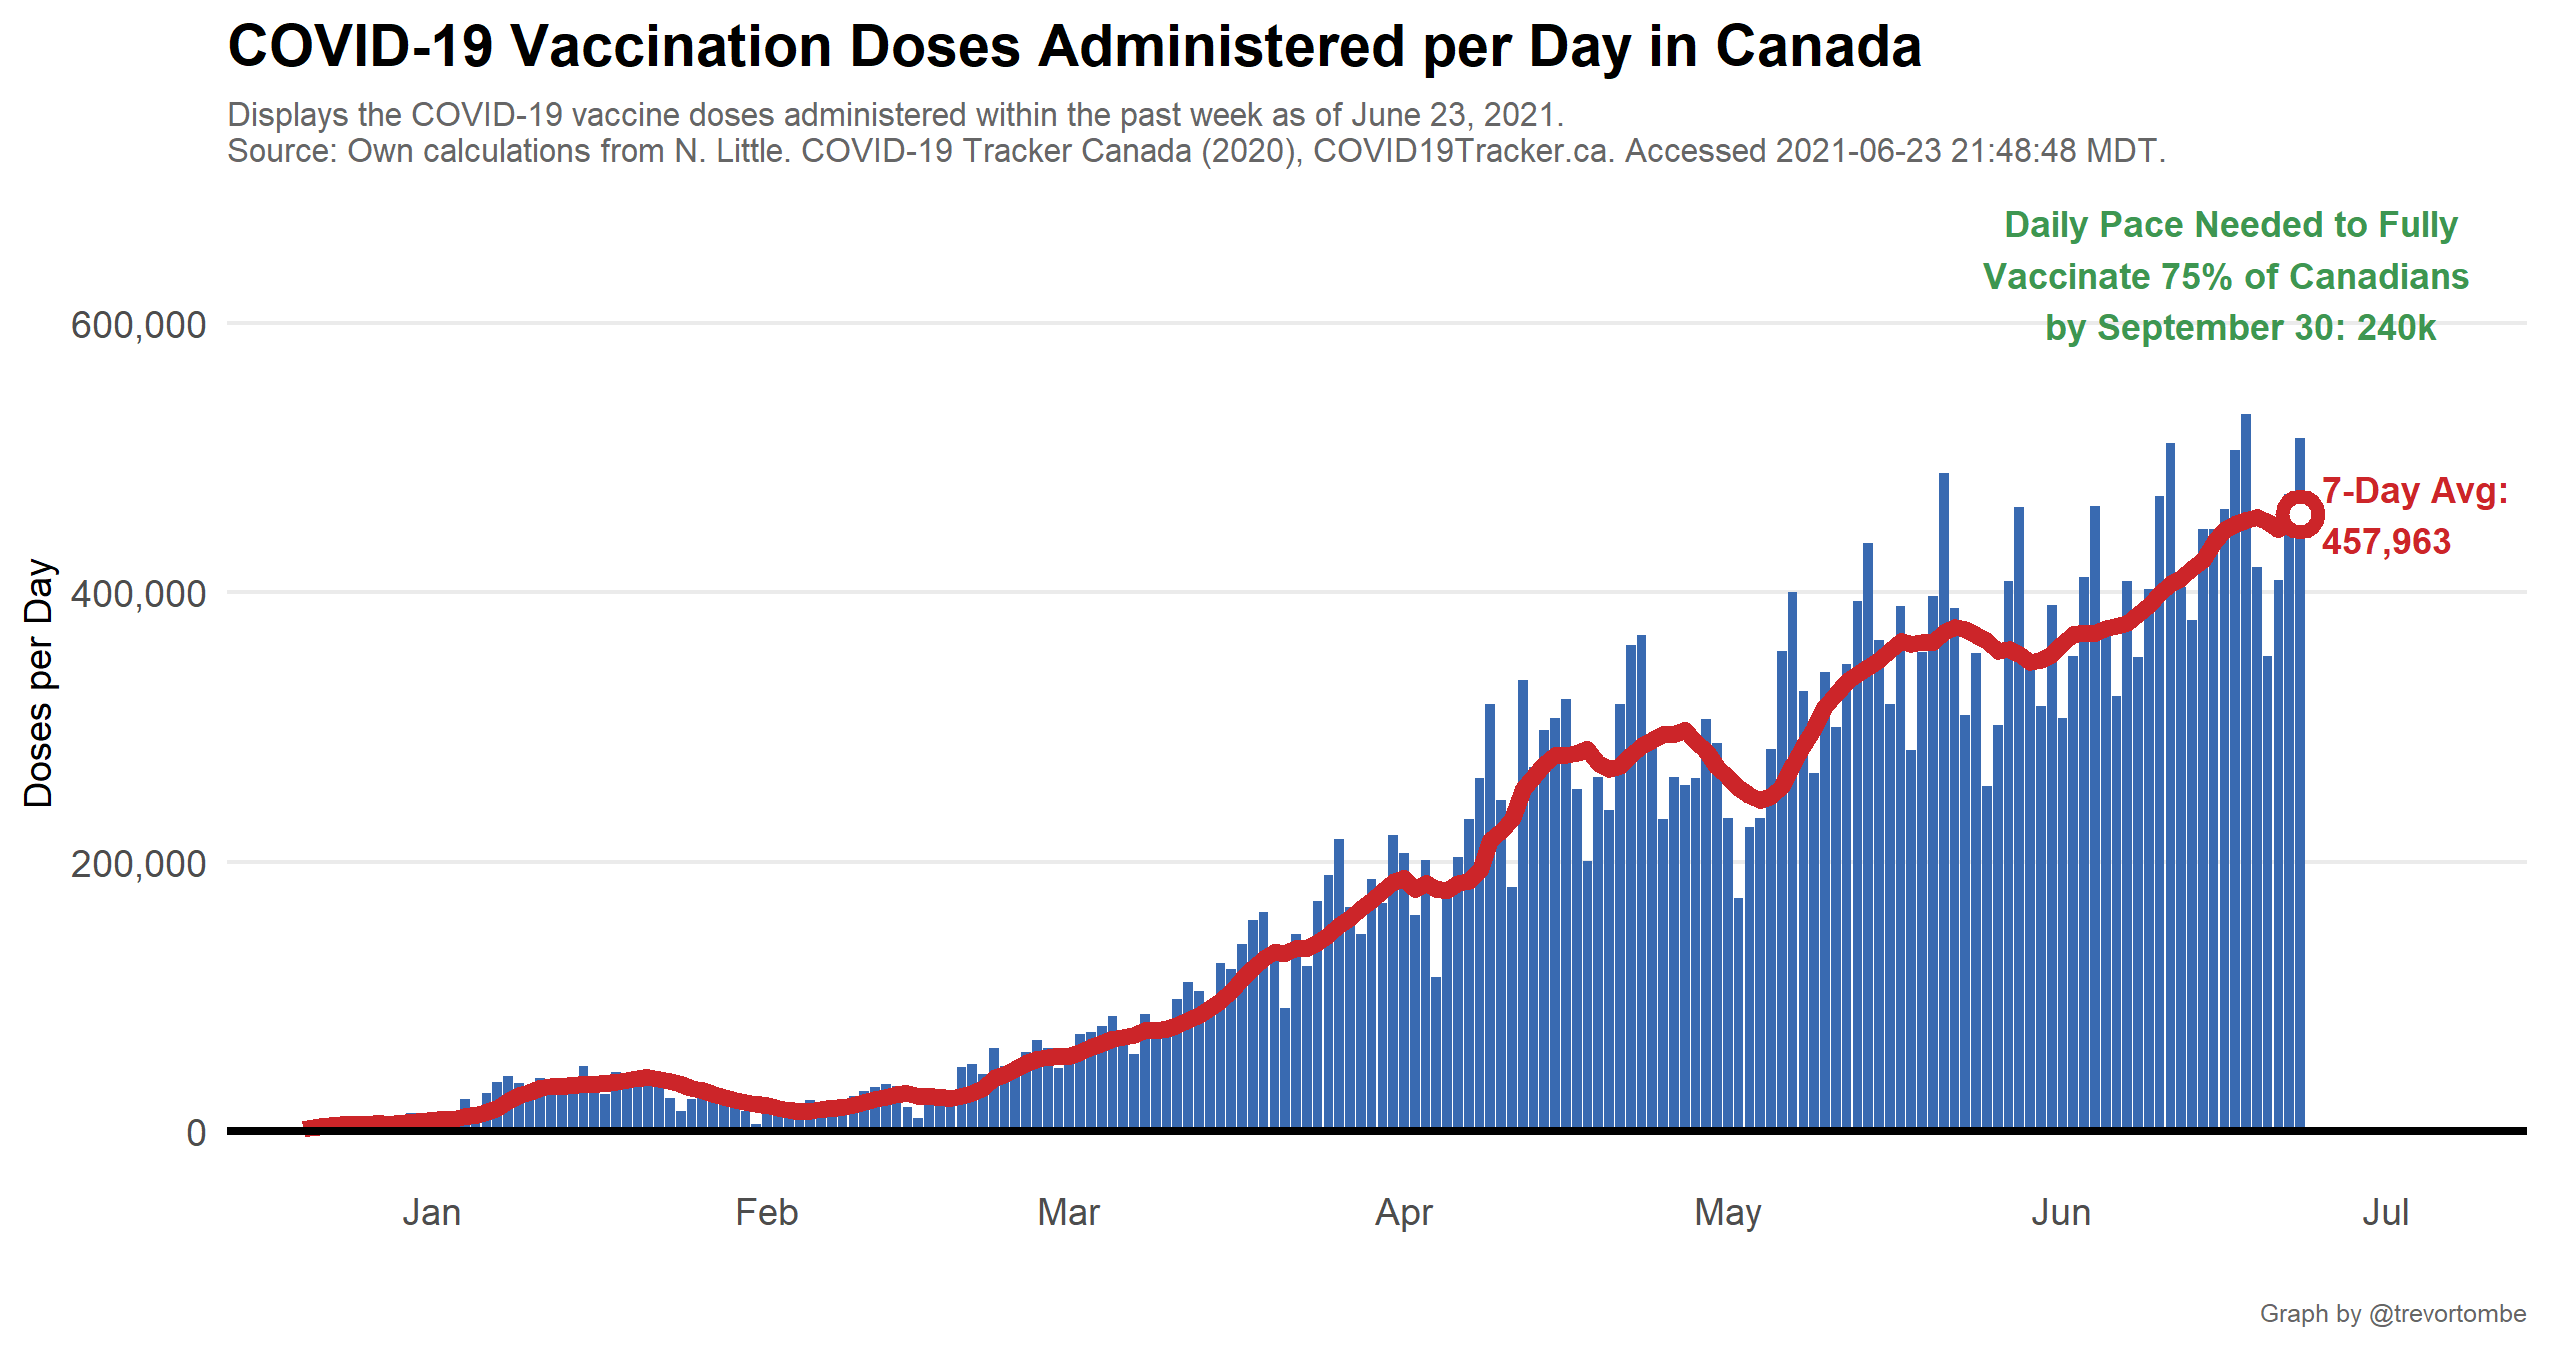 COVID-19 Vaccination Doses Administered per Day in Canada
Displays the COVID-19 vaccine doses administered within the past week as of June 23, 2021.
Source: Own calculations from N. Little. COVID-19 Tracker Canada (2020), COVID19Tracker.ca. Accessed 2021-06-23 21:48:48 MDT.
Daily Pace Needed to Fully
Vaccinate 75% of Canadians
by September 30: 240k
600,000
400,000
200,000
0
Doses per Day
7-Day Avg:
457,963
Jan
Feb
Mar
Apr
May
Jun
Jul
Graph by @trevortombe